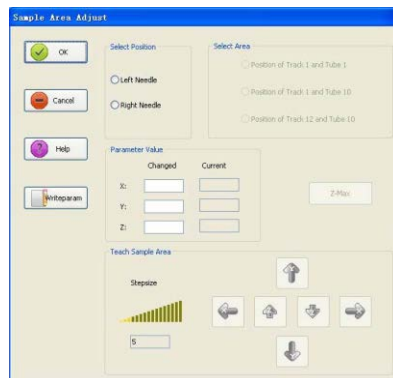 Sample Area Adjust
OK
Cancel
Help
Writeparam
Select Position
Left Needle
Right Needle
Select Area
Position of Track 1 and Tube 1
Position of Track 1 and Tube 10
Position of Track 12 and Tube 10
Parameter Value
Changed Current
X:
Y:
Z:
Z-Max
Teach Sample Area
Stepsize
5